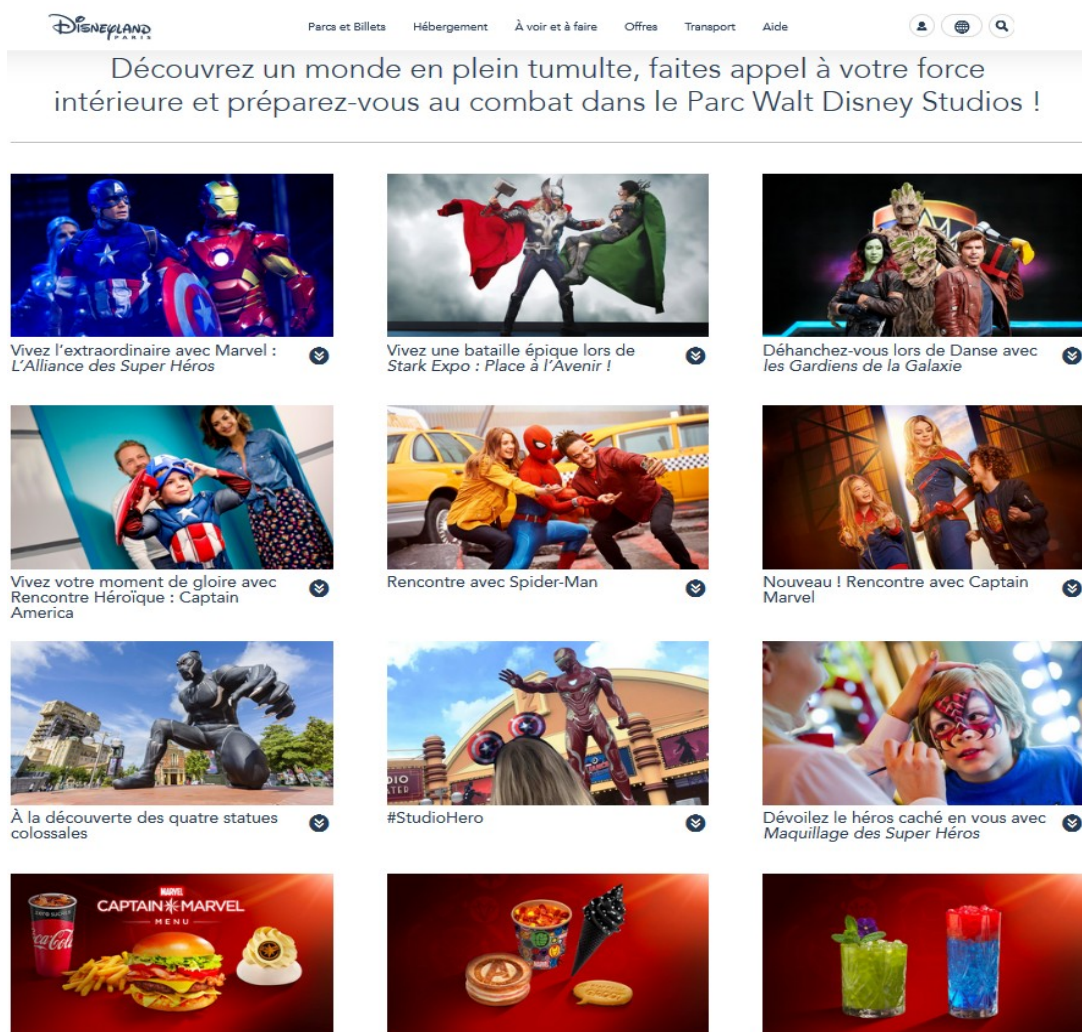 Disneyland
PARIS
Parcs et Billets
Hébergement
À voir et à faire
Offres
Transport
Aide
Découvrez un monde en plein tumulte, faites appel à votre force
intérieure et préparez-vous au combat dans le Parc Walt Disney Studios !
Vivez l'extraordinaire avec Marvel :
L'Alliance des Super Héros
Vivez une bataille épique lors de
Stark Expo : Place à l'Avenir !
Déhanchez-vous lors de Danse avec
les Gardiens de la Galaxie
Vivez votre moment de gloire avec
Rencontre Héroïque : Captain
America
Rencontre avec Spider-Man
Nouveau ! Rencontre avec Captain
Marvel
À la découverte des quatre statues
colossales
#StudioHero
Dévoilez le héros caché en vous avec
Maquillage des Super Héros
MARVEL
CAPTAIN MARVEL
MENU
Coca-Cola